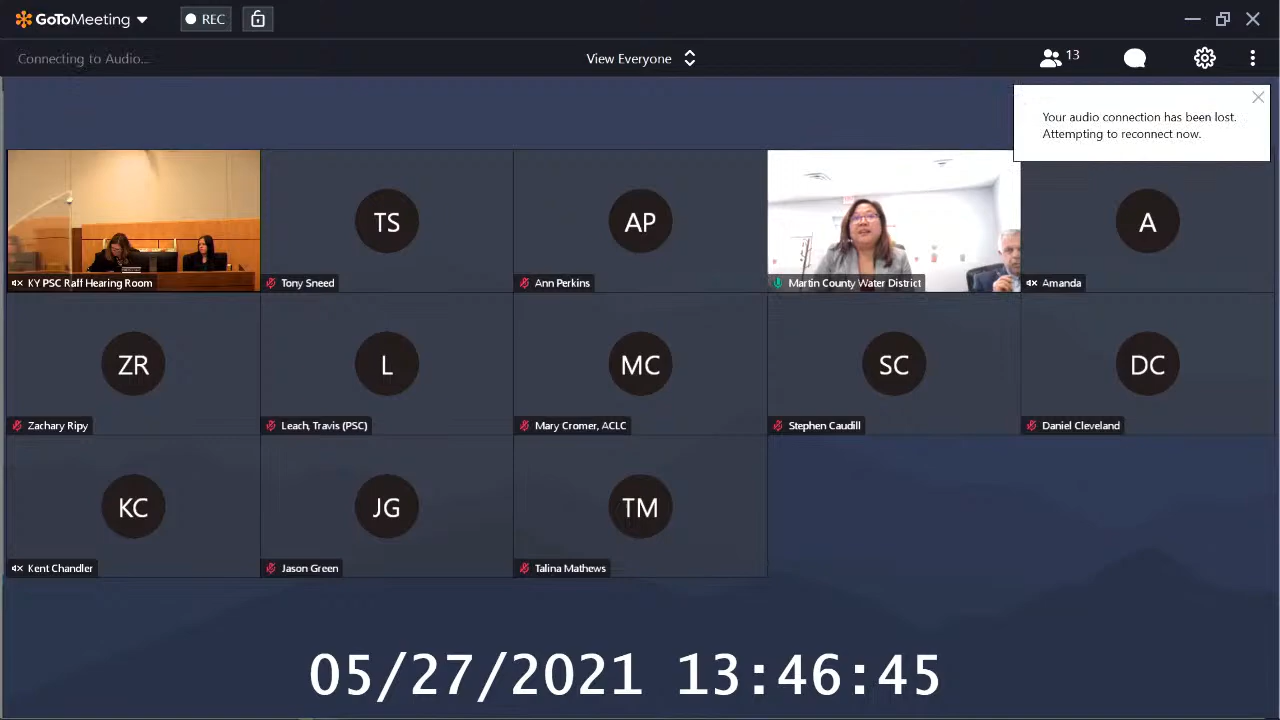 GoToMeeting
REC
Connecting to Audio...
View Everyone
13
Your audio connection has been lost.
Attempting to reconnect now.
TS
AP
A
KY PSC Raff Hearing Room
Tony Sneed
Ann Perkins
Martin County Water District
Amanda
ZR
L
MC
SC
DC
Zachary Ripy
Leach, Travis (PSC)
Mary Cromer, ACLC
Stephen Caudill
Daniel Cleveland
KC
JG
TM
Kent Chandler
Jason Green
Talina Mathews
05/27/2021 13:46:45